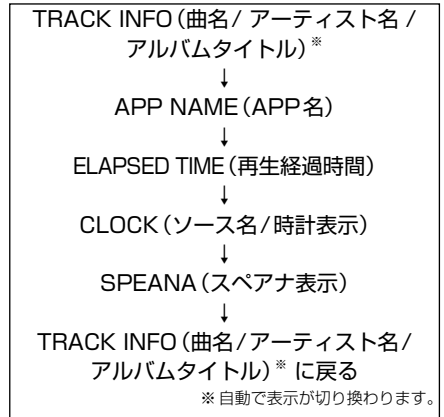 TRACK INFO（曲名/ アーティスト名 /
アルバムタイトル）※
↓
APP NAME（APP名）
↓
ELAPSED TIME（再生経過時間）
↓
CLOCK（ソース名/時計表示）
↓
SPEANA（スペアナ表示）
↓
TRACK INFO（曲名/アーティスト名/
アルバムタイトル）※ に戻る
※自動で表示が切り換わります。